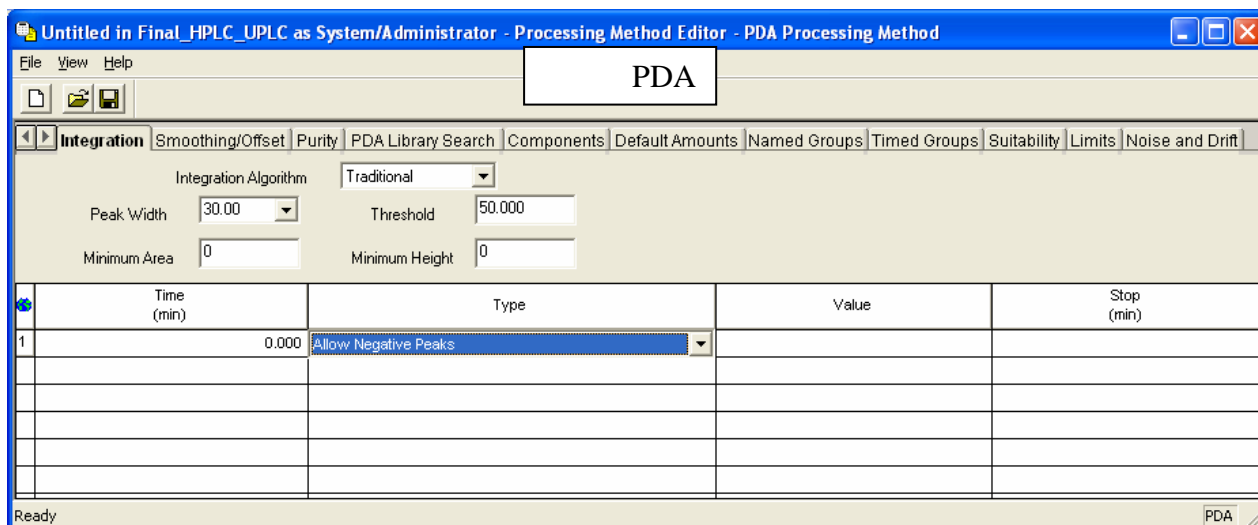 Untitled in Final_HPLC_UPLC as System/Administrator - Processing Method Editor - PDA Processing Method
File View Help
PDA
Integration Smoothing/Offset Purity PDA Library Search Components Default Amounts Named Groups Timed Groups Suitability Limits Noise and Drift
Integration Algorithm Traditional
Peak Width 30.00 Threshold 50.000
Minimum Area 0 Minimum Height 0
Time
(min) Type Value Stop
(min)
1 0.000 Allow Negative Peaks
Ready PDA